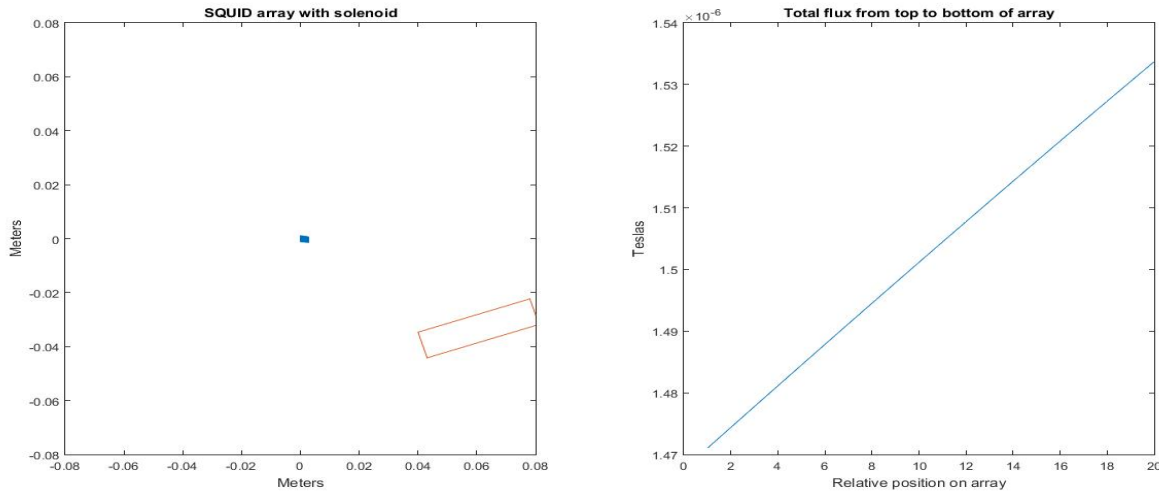 SQUID array with solenoid
0.08
0.06
0.04
0.02
0
-0.02
-0.04
-0.06
-0.08
Meters
-0.08 -0.06 -0.04 -0.02 0 0.02 0.04 0.06 0.08
Meters
Total flux from top to bottom of array
×10⁻⁶
1.54
1.53
1.52
1.51
1.5
1.49
1.48
1.47
Teslas
0 2 4 6 8 10 12 14 16 18 20
Relative position on array